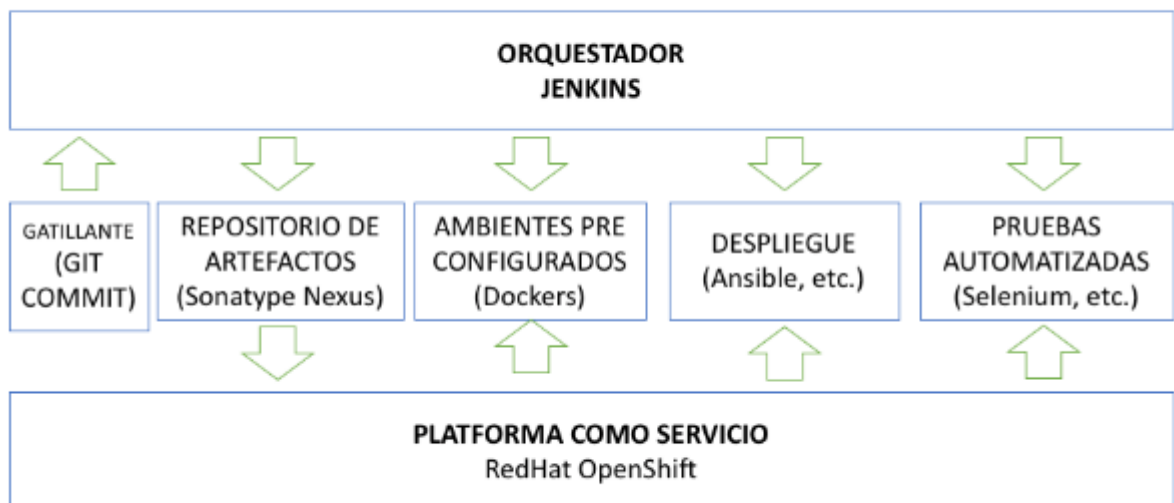 ORQUESTADOR
JENKINS
GATILLANTE
(GIT
COMMIT)
REPOSITORIO DE
ARTEFACTOS
(Sonatype Nexus)
AMBIENTES PRE
CONFIGURADOS
(Dockers)
DESPLIEGUE
(Ansible, etc.)
PRUEBAS
AUTOMATIZADAS
(Selenium, etc.)
PLATFORMA COMO SERVICIO
RedHat OpenShift